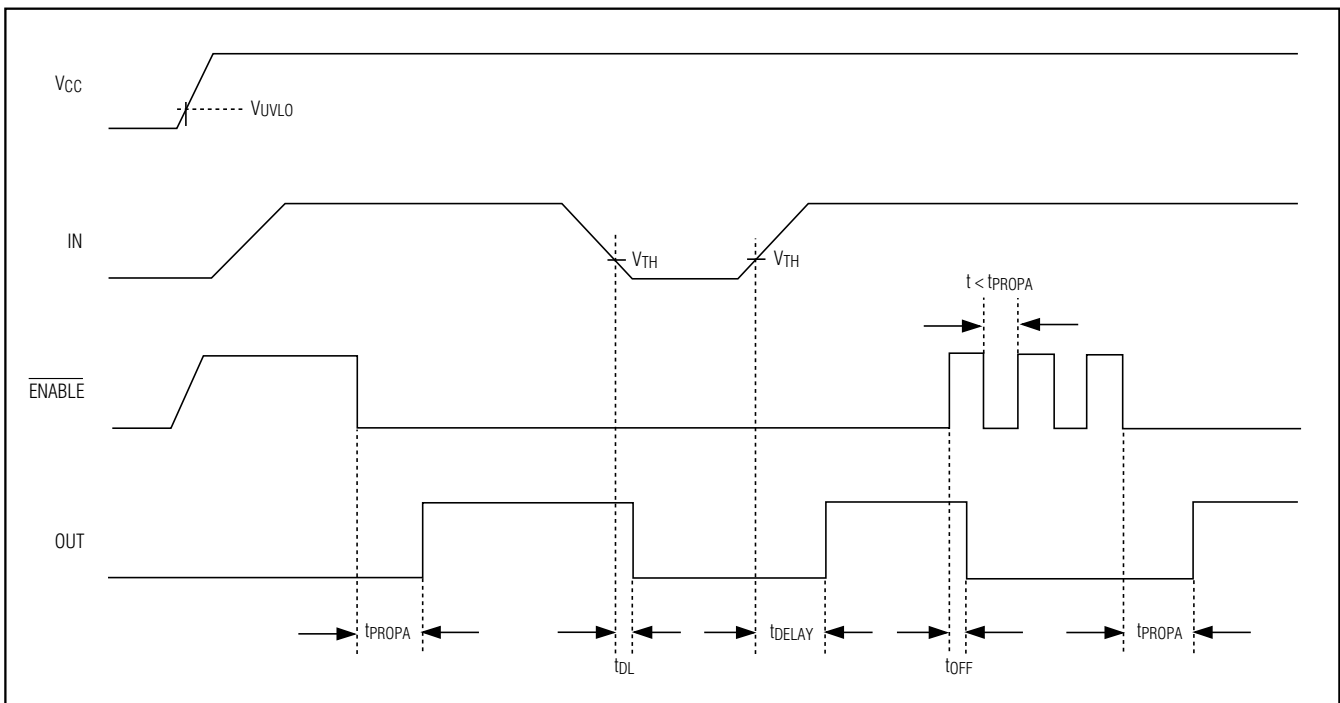 VCC
VUVLO
IN
VTH
VTH
t < tPROPA
ENABLE
OUT
tPROPA
tDL
tDELAY
tOFF
tPROPA